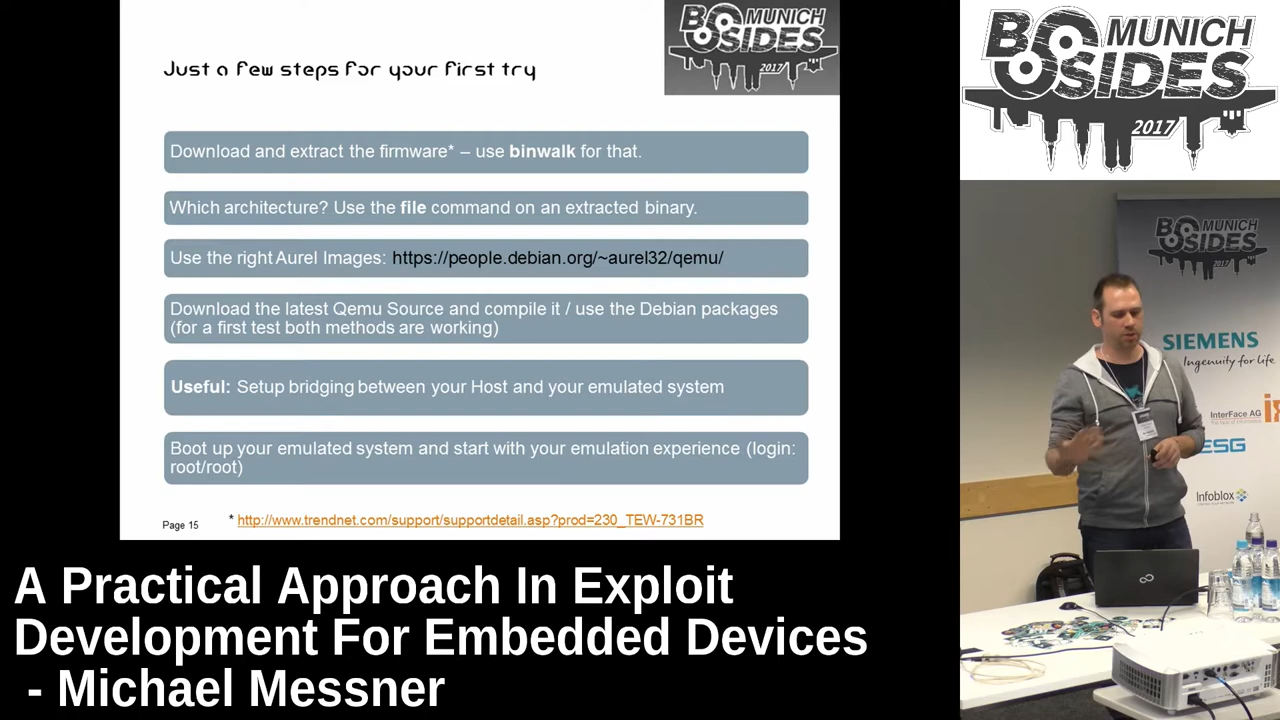 Just a few steps for your first try
BSIDES MUNICH
2017
Download and extract the firmware* – use binwalk for that.
Which architecture? Use the file command on an extracted binary.
Use the right Aurel Images: https://people.debian.org/~aurel32/qemu/
Download the latest Qemu Source and compile it / use the Debian packages
(for a first test both methods are working)
Useful: Setup bridging between your Host and your emulated system
Boot up your emulated system and start with your emulation experience (login:
root/root)
Page 15
* http://www.trendnet.com/support/supportdetail.asp?prod=230_TEW-731BR
BSIDES MUNICH
2017
BSIDES MUNICH
2017
SIEMENS
Ingenuity for life
InterFace AG
ESG
Infoblox
A Practical Approach In Exploit
Development For Embedded Devices
- Michael Messner